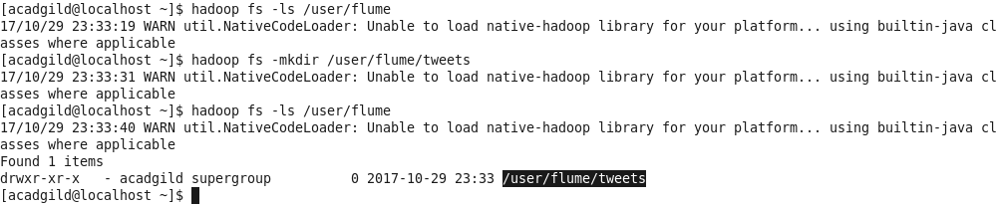 [acadgild@localhost ~]$ hadoop fs -ls /user/flume
17/10/29 23:33:19 WARN util.NativeCodeLoader: Unable to load native-hadoop library for your platform... using builtin-java cl
asses where applicable
[acadgild@localhost ~]$ hadoop fs -mkdir /user/flume/tweets
17/10/29 23:33:31 WARN util.NativeCodeLoader: Unable to load native-hadoop library for your platform... using builtin-java cl
asses where applicable
[acadgild@localhost ~]$ hadoop fs -ls /user/flume
17/10/29 23:33:40 WARN util.NativeCodeLoader: Unable to load native-hadoop library for your platform... using builtin-java cl
asses where applicable
Found 1 items
drwxr-xr-x   - acadgild supergroup          0 2017-10-29 23:33 /user/flume/tweets
[acadgild@localhost ~]$